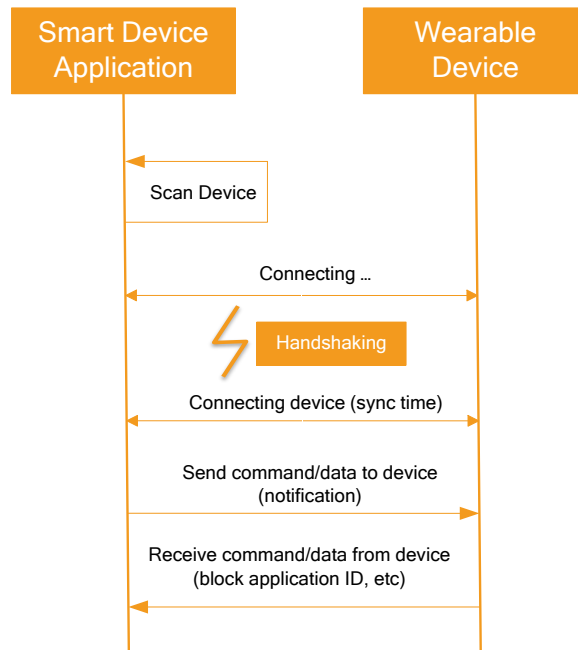 Smart Device
Application
Wearable
Device
Scan Device
Connecting ...
Handshaking
Connecting device (sync time)
Send command/data to device
(notification)
Receive command/data from device
(block application ID, etc)